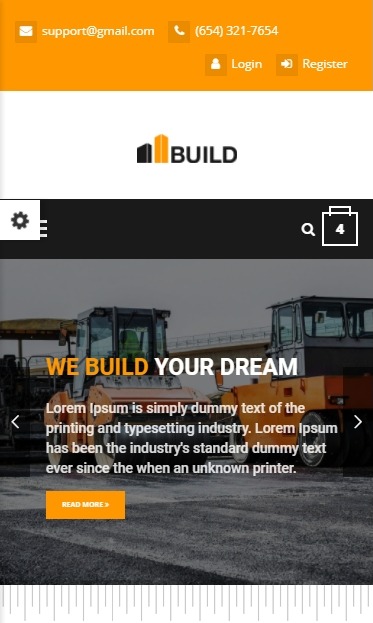 support@gmail.com (654) 321-7654
Login Register
BUILD
4
WE BUILD YOUR DREAM
Lorem Ipsum is simply dummy text of the
printing and typesetting industry. Lorem Ipsum
has been the industry's standard dummy text
ever since the when an unknown printer.
READ MORE »